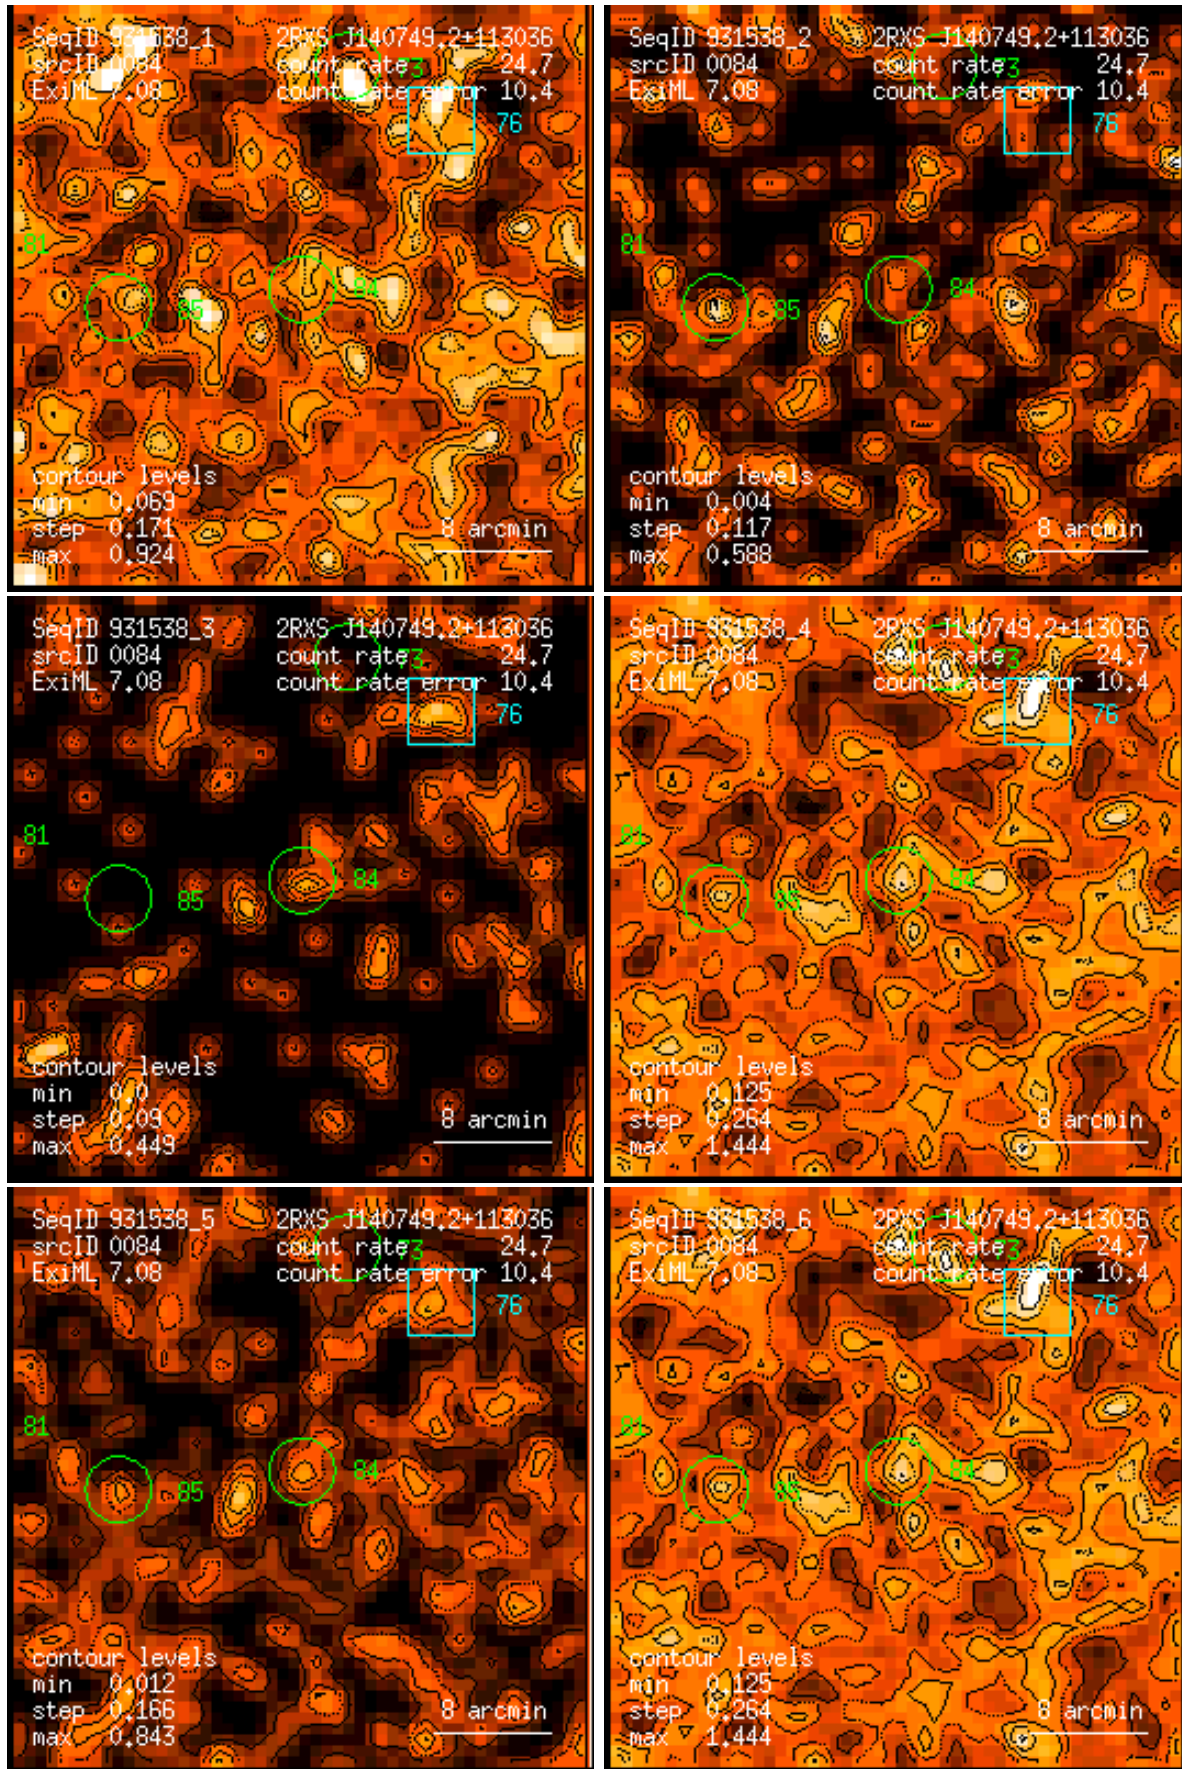 SeqID 931538_1 2RXS J140749.2+113036
srcID 0084 count rate 24.7
ExiML 7.08 count rate error 10.4
73
76
81
84
85
contour levels
min 0.069
step 0.171
max 0.924
8 arcmin
SeqID 931538_2 2RXS J140749.2+113036
srcID 0084 count rate 24.7
ExiML 7.08 count rate error 10.4
73
76
81
84
85
contour levels
min 0.004
step 0.117
max 0.588
8 arcmin
SeqID 931538_3 2RXS J140749.2+113036
srcID 0084 count rate 24.7
ExiML 7.08 count rate error 10.4
73
76
81
84
85
contour levels
min 0.0
step 0.09
max 0.449
8 arcmin
SeqID 931538_4 2RXS J140749.2+113036
srcID 0084 count rate 24.7
ExiML 7.08 count rate error 10.4
73
76
81
84
85
contour levels
min 0.125
step 0.264
max 1.444
8 arcmin
SeqID 931538_5 2RXS J140749.2+113036
srcID 0084 count rate 24.7
ExiML 7.08 count rate error 10.4
73
76
81
84
85
contour levels
min 0.012
step 0.166
max 0.843
8 arcmin
SeqID 931538_6 2RXS J140749.2+113036
srcID 0084 count rate 24.7
ExiML 7.08 count rate error 10.4
73
76
81
84
85
contour levels
min 0.125
step 0.264
max 1.444
8 arcmin